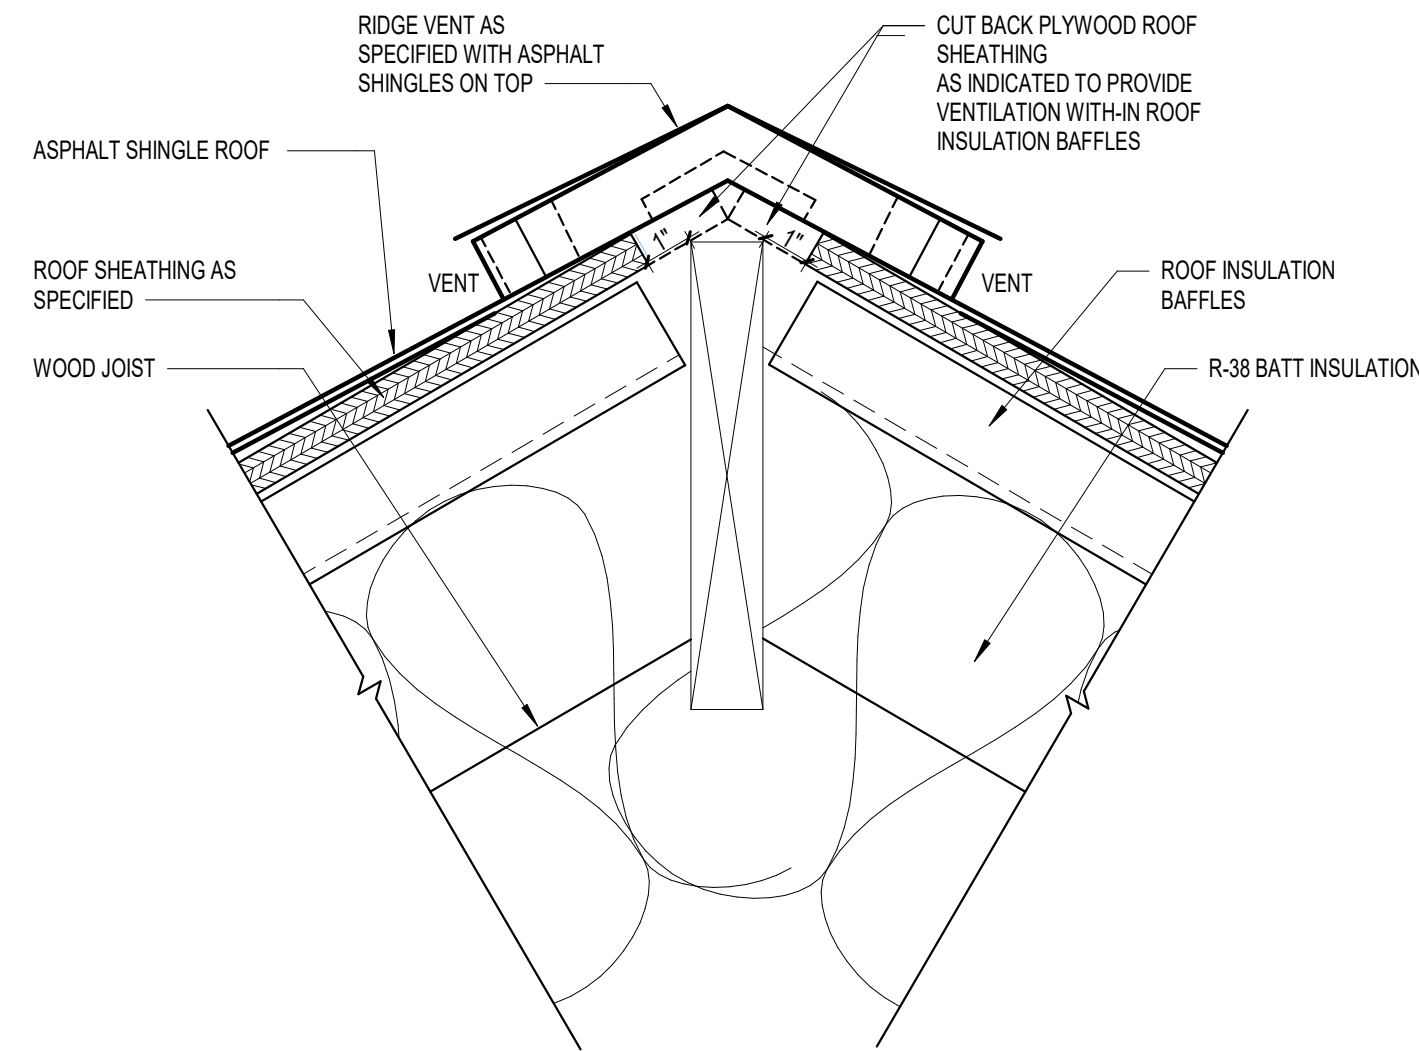 RIDGE VENT AS
SPECIFIED WITH ASPHALT
SHINGLES ON TOP
CUT BACK PLYWOOD ROOF
SHEATHING
AS INDICATED TO PROVIDE
VENTILATION WITH-IN ROOF
INSULATION BAFFLES
ASPHALT SHINGLE ROOF
ROOF SHEATHING AS
SPECIFIED
WOOD JOIST
VENT
1"
1"
VENT
ROOF INSULATION
BAFFLES
R-38 BATT INSULATION